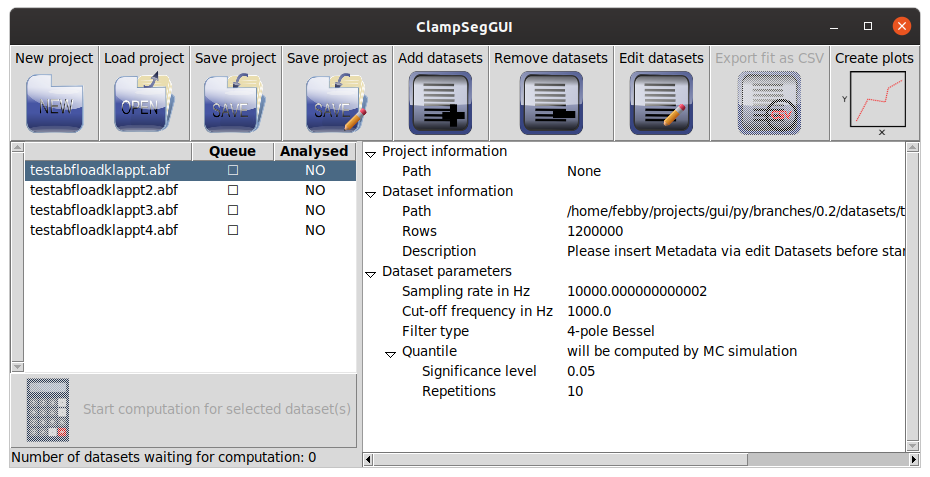 ClampSegGUI
New project Load project Save project Save project as Add datasets Remove datasets Edit datasets Export fit as CSV Create plots
NEW OPEN SAVE SAVE CSV Y X
Queue Analysed
testabfloadklappt.abf NO
testabfloadklappt2.abf NO
testabfloadklappt3.abf NO
testabfloadklappt4.abf NO
Start computation for selected dataset(s)
Number of datasets waiting for computation: 0
Project information
Path None
Dataset information
Path /home/febby/projects/gui/py/branches/0.2/datasets/t
Rows 1200000
Description Please insert Metadata via edit Datasets before star
Dataset parameters
Sampling rate in Hz 10000.000000000002
Cut-off frequency in Hz 1000.0
Filter type 4-pole Bessel
Quantile will be computed by MC simulation
Significance level 0.05
Repetitions 10